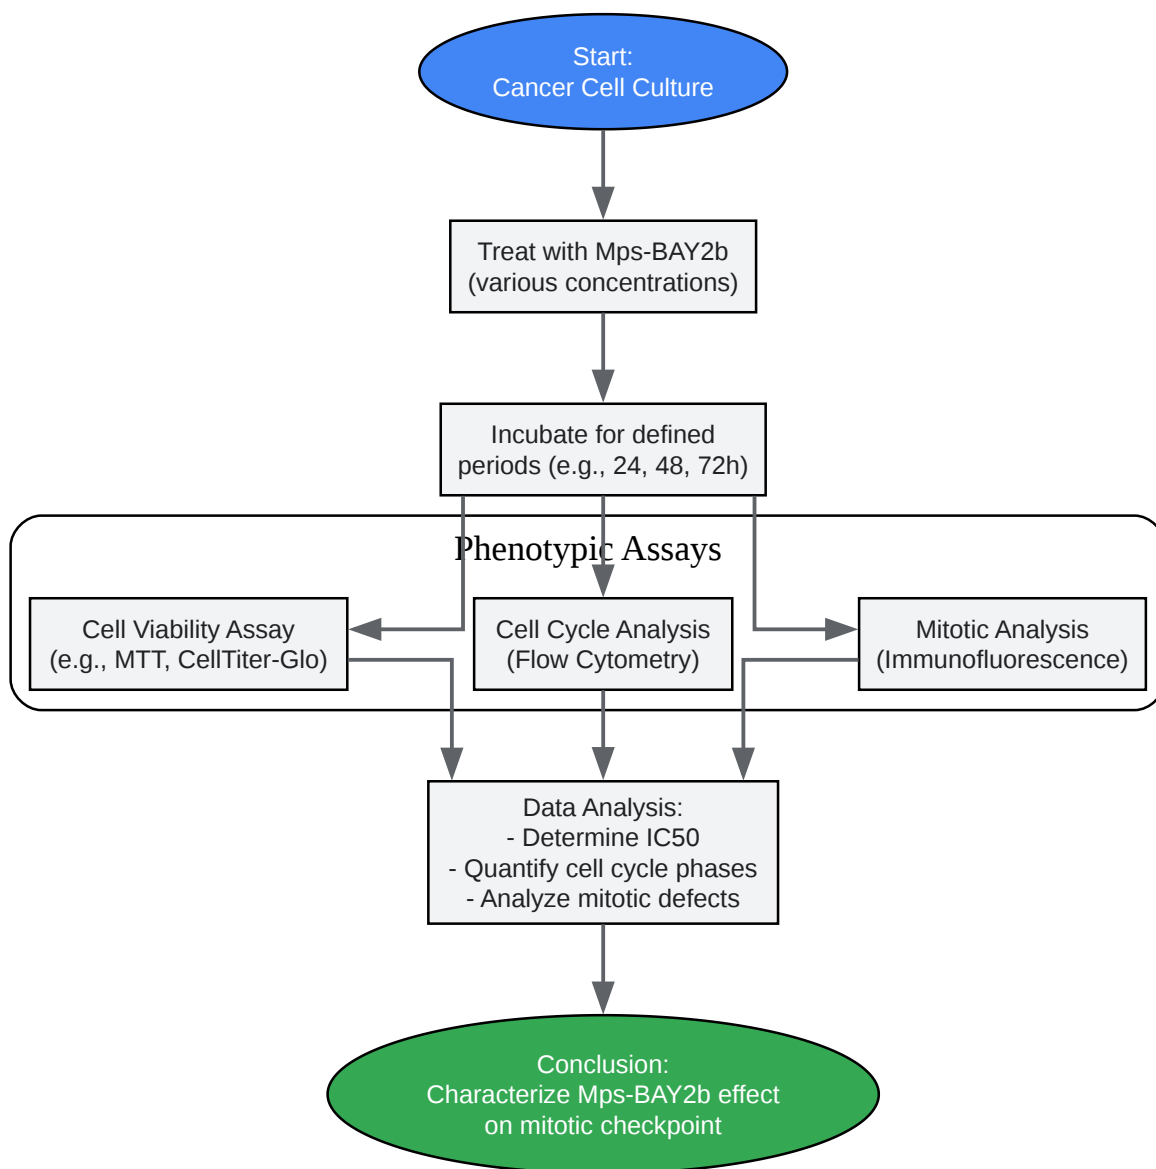 Start:
Cancer Cell Culture
Treat with Mps-BAY2b
(various concentrations)
Incubate for defined
periods (e.g., 24, 48, 72h)
Phenotypic Assays
Cell Viability Assay
(e.g., MTT, CellTiter-Glo)
Cell Cycle Analysis
(Flow Cytometry)
Mitotic Analysis
(Immunofluorescence)
Data Analysis:
- Determine IC50
- Quantify cell cycle phases
- Analyze mitotic defects
Conclusion:
Characterize Mps-BAY2b effect
on mitotic checkpoint